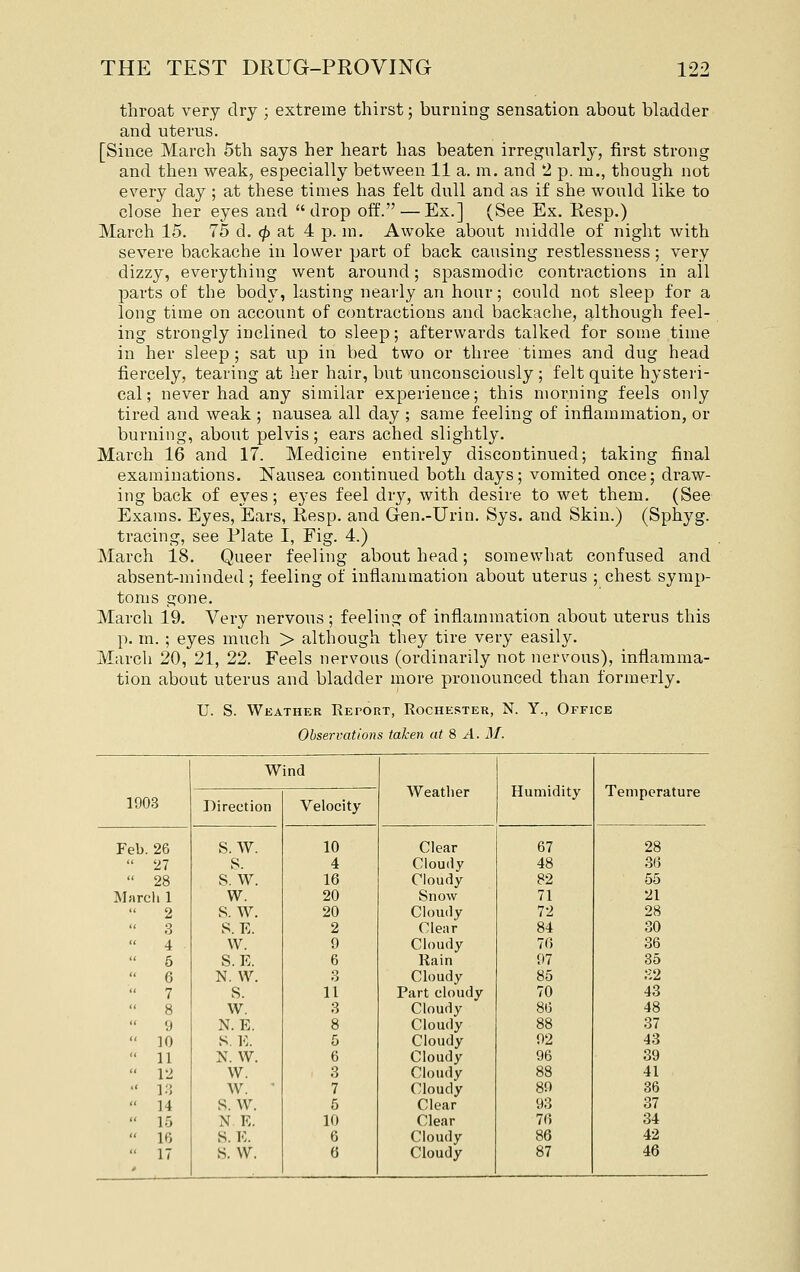 THE TEST DRUG-PROVING 122
throat very dry ; extreme thirst; burning sensation about bladder
and uterus.
[Since March 5th says her heart has beaten irregularly, first strong
and then weak, especially between 11 a. m. and 2 p. m., though not
every day ; at these times has felt dull and as if she would like to
close her eyes and “ drop off.” — Ex.] (See Ex. Resp.)
March 15. 75 d. ϕ at 4 p. m. Awoke about middle of night with
severe backache in lower part of back causing restlessness ; very
dizzy, everything went around; spasmodic contractions in all
parts of the body, lasting nearly an hour; could not sleep for a
long time on account of contractions and backache, although feel-
ing strongly inclined to sleep; afterwards talked for some time
in her sleep ; sat up in bed two or three times and dug head
fiercely, tearing at her hair, but unconsciously ; felt quite hysteri-
cal; never had any similar experience; this morning feels only
tired and weak ; nausea all day ; same feeling of inflammation, or
burning, about pelvis; ears ached slightly.
March 16 and 17. Medicine entirely discontinued; taking final
examinations. Nausea continued both days; vomited once; draw-
ing back of eyes; eyes feel dry, with desire to wet them. (See
Exams. Eyes, Ears, Resp. and Gen.-Urin. Sys. and Skin.) (Sphyg.
tracing, see Plate I, Fig. 4.)
March 18. Queer feeling about head; somewhat confused and
absent-minded ; feeling of inflammation about uterus ; chest symp-
toms gone.
March 19. Very nervous; feeling of inflammation about uterus this
p. m. ; eyes much > although they tire very easily.
March 20, 21, 22. Feels nervous (ordinarily not nervous), inflamma-
tion about uterus and bladder more pronounced than formerly.
U. S. Weather Report, Rochester, N. Y., Office
Observations taken at 8 A. M.
1903 Wind Weather Humidity Temperature
Direction Velocity
Feb. 26 S. W. 10 Clear 67 28
“ 27 S. 4 Cloudy 48 36
“ 28 S. W. 16 Cloudy 82 55
March 1 W. 20 Snow 71 21
“ 2 S. W. 20 Cloudy 72 28
“ 3 S. E. 2 Clear 84 30
“ 4 W. 9 Cloudy 76 36
“ 5 S. E. 6 Rain 97 35
“ 6 N. W. 3 Cloudy 85 32
“ 7 S. 11 Part cloudy 70 43
“ 8 W. 3 Cloudy 86 48
“ 9 N. E. 8 Cloudy 88 37
“ 10 S. E. 5 Cloudy 92 43
“ 11 N. W. 6 Cloudy 96 39
“ 12 W. 3 Cloudy 88 41
“ 13 W. 7 Cloudy 89 36
“ 14 S. W. 5 Clear 93 37
“ 15 N. E. 10 Clear 76 34
“ 16 S. E. 6 Cloudy 86 42
“ 17 S. W. 6 Cloudy 87 46